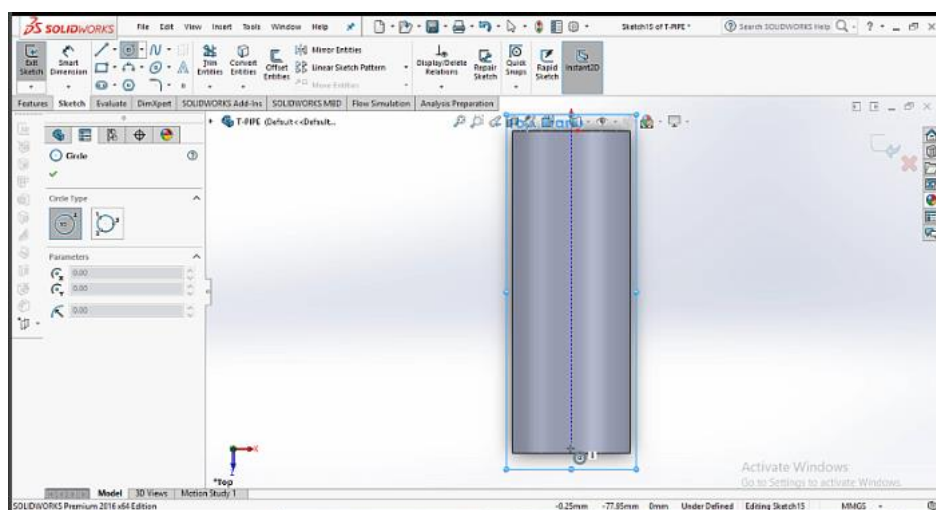 SOLIDWORKS File Edit View Insert Tools Window Help Sketch15 of T-PIPE * Search SOLIDWORKS Help
Exit Sketch Smart Dimension Trim Entities Convert Entities Offset Entities Mirror Entities Linear Sketch Pattern Move Entities Display/Delete Relations Repair Sketch Quick Snaps Rapid Sketch Instant2D
Features Sketch Evaluate DimXpert SOLIDWORKS Add-Ins SOLIDWORKS MBD Flow Simulation Analysis Preparation
T-PIPE (Default<<Default...
Circle
Circle Type
Parameters
0.00
0.00
0.00
Activate Windows
Go to Settings to activate Windows.
*Top
Model 3D Views Motion Study 1
SOLIDWORKS Premium 2016 x64 Edition -0.25mm -77.85mm 0mm Under Defined Editing Sketch15 MMGS